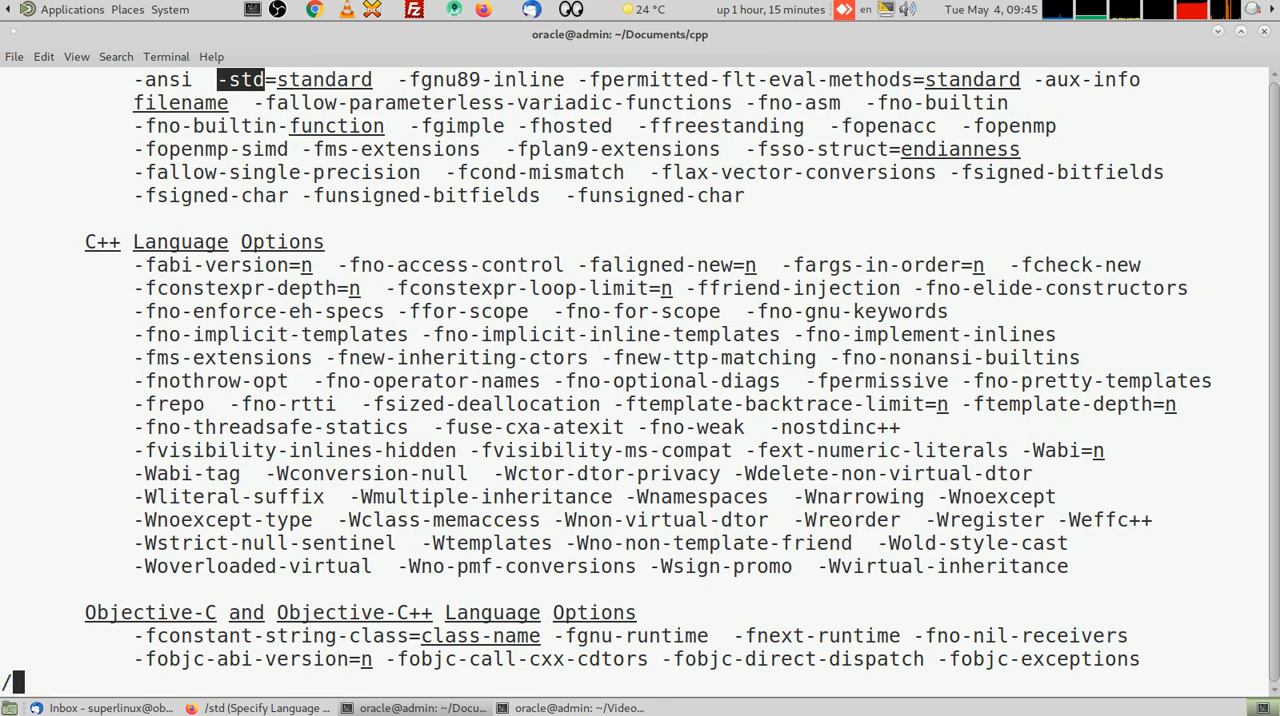 Applications Places System 24 °C up 1 hour, 15 minutes en Tue May 4, 09:45
oracle@admin: ~/Documents/cpp
File Edit View Search Terminal Help
-ansi -std=standard -fgnu89-inline -fpermitted-flt-eval-methods=standard -aux-info
filename -fallow-parameterless-variadic-functions -fno-asm -fno-builtin
-fno-builtin-function -fgimple -fhosted -ffreestanding -fopenacc -fopenmp
-fopenmp-simd -fms-extensions -fplan9-extensions -fsso-struct=endianness
-fallow-single-precision -fcond-mismatch -flax-vector-conversions -fsigned-bitfields
-fsigned-char -funsigned-bitfields -funsigned-char
C++ Language Options
-fabi-version=n -fno-access-control -faligned-new=n -fargs-in-order=n -fcheck-new
-fconstexpr-depth=n -fconstexpr-loop-limit=n -ffriend-injection -fno-elide-constructors
-fno-enforce-eh-specs -ffor-scope -fno-for-scope -fno-gnu-keywords
-fno-implicit-templates -fno-implicit-inline-templates -fno-implement-inlines
-fms-extensions -fnew-inheriting-ctors -fnew-ttp-matching -fno-nonansi-builtins
-fnothrow-opt -fno-operator-names -fno-optional-diags -fpermissive -fno-pretty-templates
-frepo -fno-rtti -fsized-deallocation -ftemplate-backtrace-limit=n -ftemplate-depth=n
-fno-threadsafe-statics -fuse-cxa-atexit -fno-weak -nostdinc++
-fvisibility-inlines-hidden -fvisibility-ms-compat -fext-numeric-literals -Wabi=n
-Wabi-tag -Wconversion-null -Wctor-dtor-privacy -Wdelete-non-virtual-dtor
-Wliteral-suffix -Wmultiple-inheritance -Wnamespaces -Wnarrowing -Wnoexcept
-Wnoexcept-type -Wclass-memaccess -Wnon-virtual-dtor -Wreorder -Wregister -Weffc++
-Wstrict-null-sentinel -Wtemplates -Wno-non-template-friend -Wold-style-cast
-Woverloaded-virtual -Wno-pmf-conversions -Wsign-promo -Wvirtual-inheritance
Objective-C and Objective-C++ Language Options
-fconstant-string-class=class-name -fgnu-runtime -fnext-runtime -fno-nil-receivers
-fobjc-abi-version=n -fobjc-call-cxx-cdtors -fobjc-direct-dispatch -fobjc-exceptions
/
Inbox - superlinux@ob... /std (Specify Language ... oracle@admin: ~/Docu... oracle@admin: ~/Video...